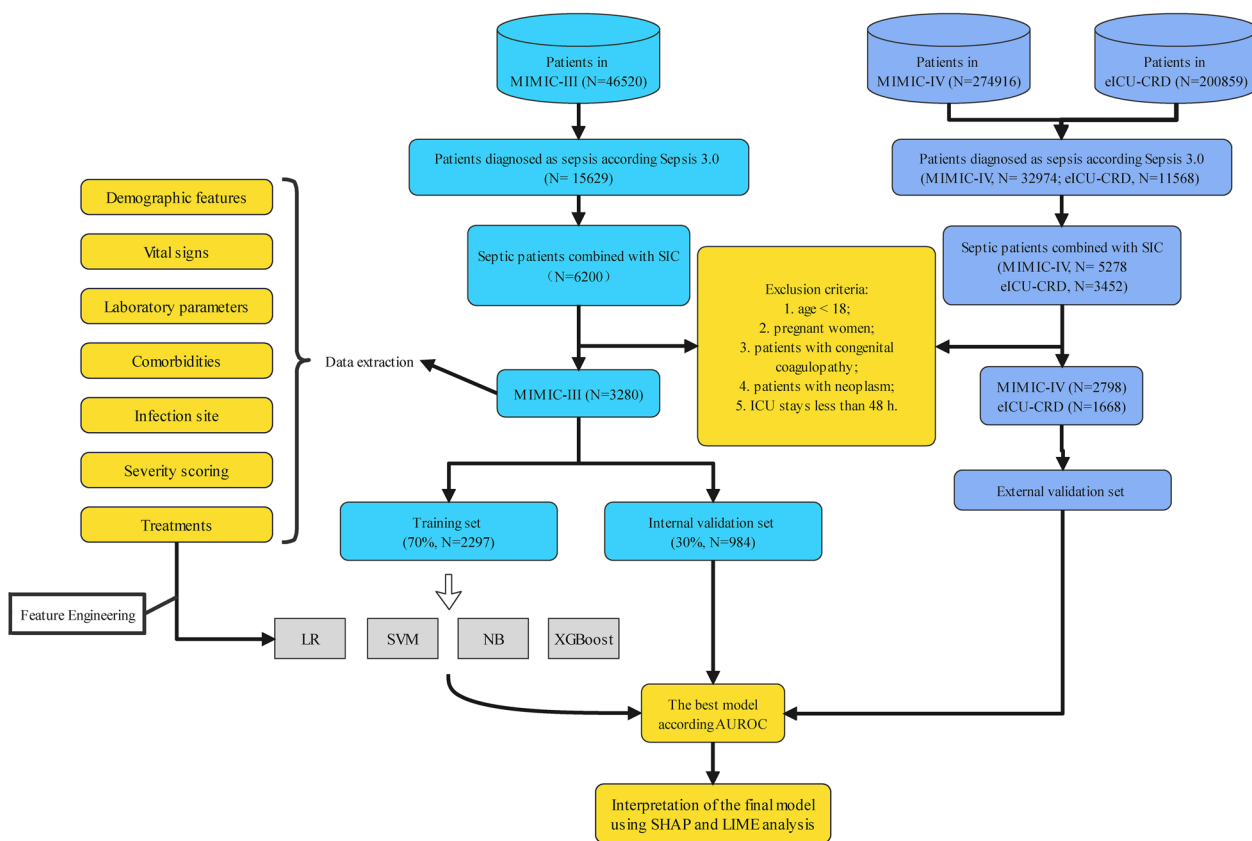 Patients in
MIMIC-III (N=46520)
Patients in
MIMIC-IV (N=274916)
Patients in
eICU-CRD (N=200859)
Patients diagnosed as sepsis according Sepsis 3.0
(N= 15629)
Patients diagnosed as sepsis according Sepsis 3.0
(MIMIC-IV, N= 32974; eICU-CRD, N=11568)
Septic patients combined with SIC
（N=6200）
Septic patients combined with SIC
(MIMIC-IV, N= 5278
eICU-CRD, N=3452)
Exclusion criteria:
1. age < 18;
2. pregnant women;
3. patients with congenital
coagulopathy;
4. patients with neoplasm;
5. ICU stays less than 48 h.
Demographic features
Vital signs
Laboratory parameters
Comorbidities
Infection site
Severity scoring
Treatments
Data extraction
MIMIC-III (N=3280)
MIMIC-IV (N=2798)
eICU-CRD (N=1668)
Training set
(70%, N=2297)
Internal validation set
(30%, N=984)
External validation set
Feature Engineering
LR
SVM
NB
XGBoost
The best model
according AUROC
Interpretation of the final model
using SHAP and LIME analysis